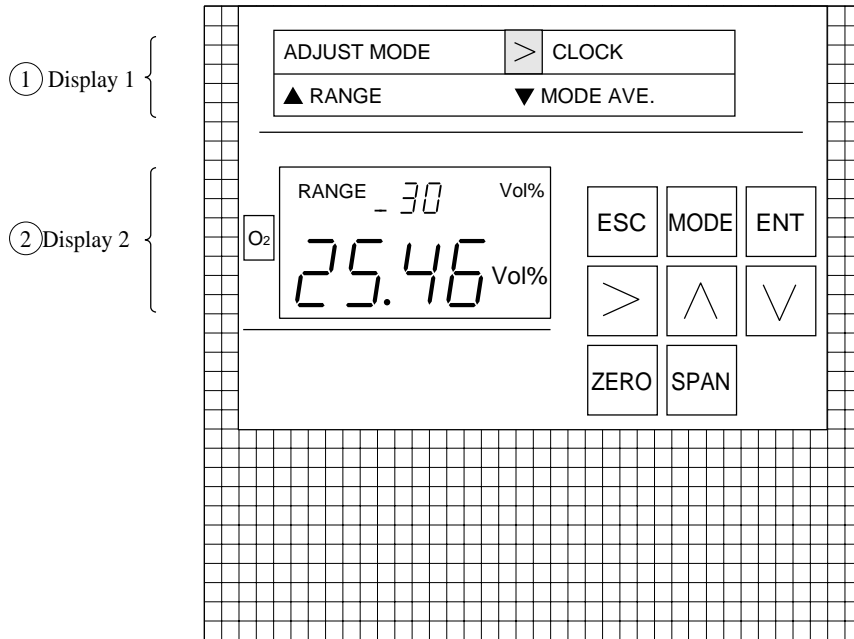 ① Display 1
ADJUST MODE > CLOCK
▲ RANGE ▼ MODE AVE.
② Display 2
RANGE _ 30 Vol%
O₂
25.46 Vol%
ESC MODE ENT
> ∧ ∨
ZERO SPAN